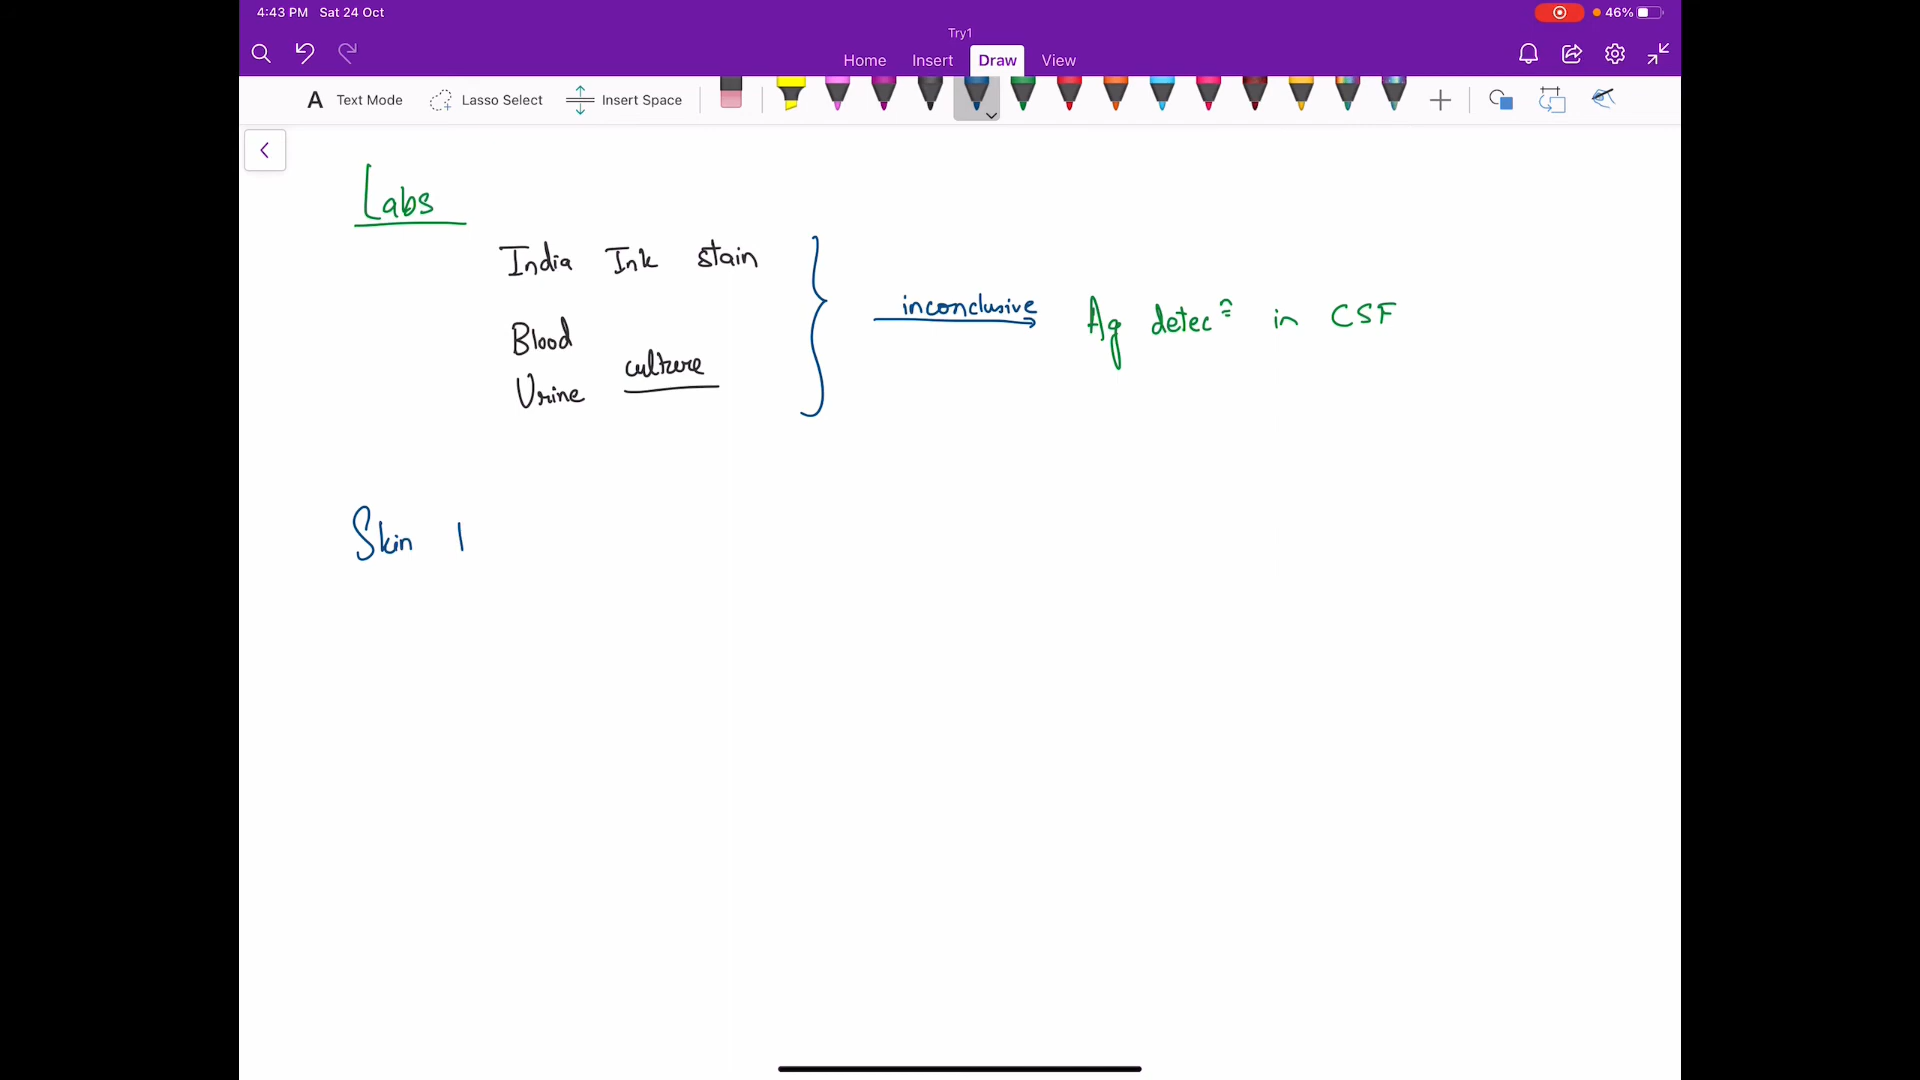 4:43 PM Sat 24 Oct
46%
Try1
Home Insert Draw View
A Text Mode Lasso Select Insert Space
Labs
India Ink stain
inconclusive
Ag detecⁿ in CSF
Blood
culture
Urine
Skin l